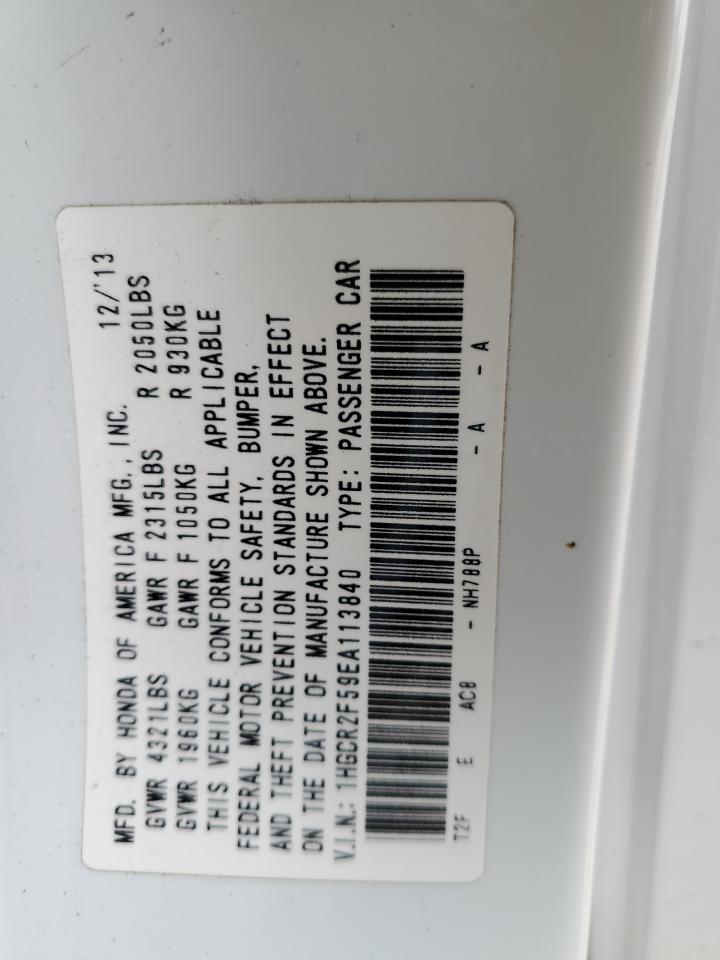 MFD. BY HONDA OF AMERICA MFG., INC. 12/'13
GVWR 4321LBS GAWR F 2315LBS R 2050LBS
GVWR 1960KG GAWR F 1050KG R 930KG
THIS VEHICLE CONFORMS TO ALL APPLICABLE
FEDERAL MOTOR VEHICLE SAFETY, BUMPER,
AND THEFT PREVENTION STANDARDS IN EFFECT
ON THE DATE OF MANUFACTURE SHOWN ABOVE.
V.I.N.: 1HGCR2F59EA113840 TYPE: PASSENGER CAR
T2F E AC8 - NH788P - A - A